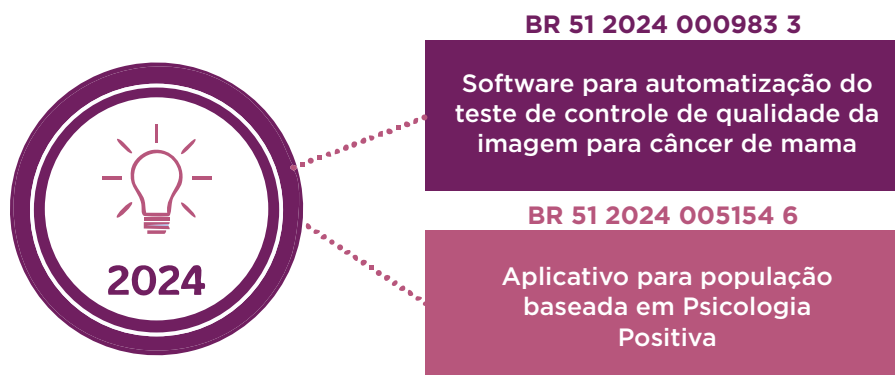 2024
BR 51 2024 000983 3
Software para automatização do
teste de controle de qualidade da
imagem para câncer de mama
BR 51 2024 005154 6
Aplicativo para população
baseada em Psicologia
Positiva